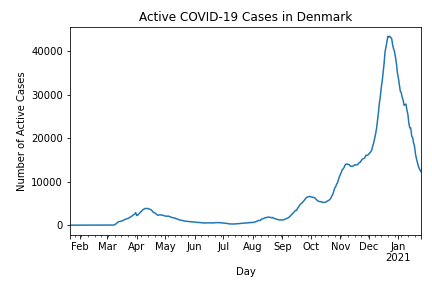 Active COVID-19 Cases in Denmark
Number of Active Cases
40000
30000
20000
10000
0
Feb Mar Apr May Jun Jul Aug Sep Oct Nov Dec Jan
2021
Day